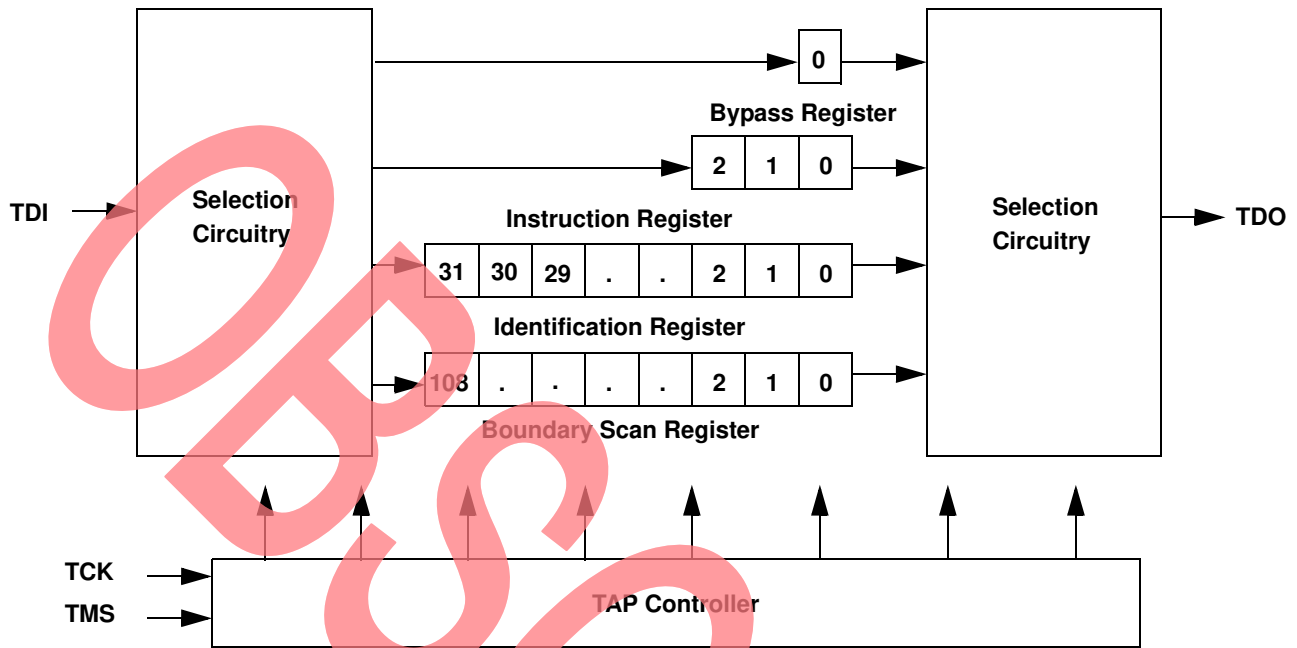 0
Bypass Register
2 1 0
Selection
Circuitry
TDI
Instruction Register
Selection
Circuitry
TDO
31 30 29 . . 2 1 0
Identification Register
108 . . . . 2 1 0
Boundary Scan Register
TCK
TMS
TAP Controller
OBSO